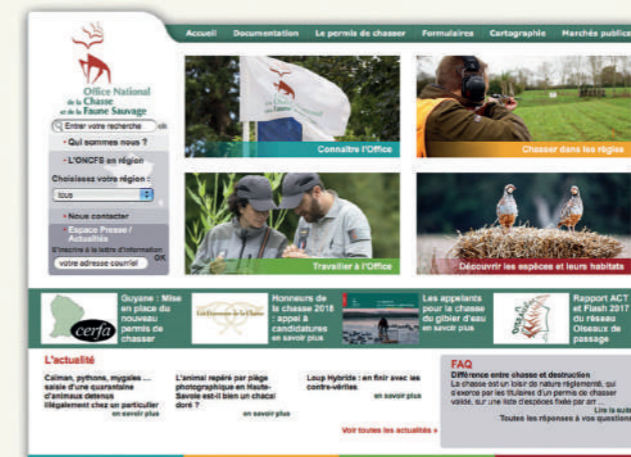 Accueil Documentation Le permis de chasser Formulaires Cartographie Marchés publics
Office National
de la Chasse
et de la Faune Sauvage
Entrer votre recherche ok
• Qui sommes nous ?
• L'ONCFS en région
Choisissez votre région :
tous
• Nous contacter
• Espace Presse /
Actualités
S'inscrire à la lettre d'information
votre adresse courriel OK
Connaître l'Office
Chasser dans les règles
Travailler à l'Office
Découvrir les espèces et leurs habitats
cerfa
Guyane : Mise
en place du
nouveau
permis de
chasser
Les Honneurs de la Chasse
Honneurs de
la chasse 2018
: appel à
candidatures
en savoir plus
Les appelants
pour la chasse
du gibier d'eau
en savoir plus
Rapport ACT
et Flash 2017
du réseau
Oiseaux de
passage
L'actualité
Caïman, pythons, mygales ...
saisie d'une quarantaine
d'animaux détenus
illégalement chez un particulier
en savoir plus
L'animal repéré par piège
photographique en Haute-
Savoie est-il bien un chacal
doré ?
en savoir plus
Loup Hybride : en finir avec les
contre-vérités
en savoir plus
Voir toutes les actualités »
FAQ
Différence entre chasse et destruction
La chasse est un loisir de nature réglementé, qui
s'exerce par les titulaires d'un permis de chasser
validé, sur une liste d'espèces fixée par arr ...
Lire la suite
Toutes les réponses à vos questions